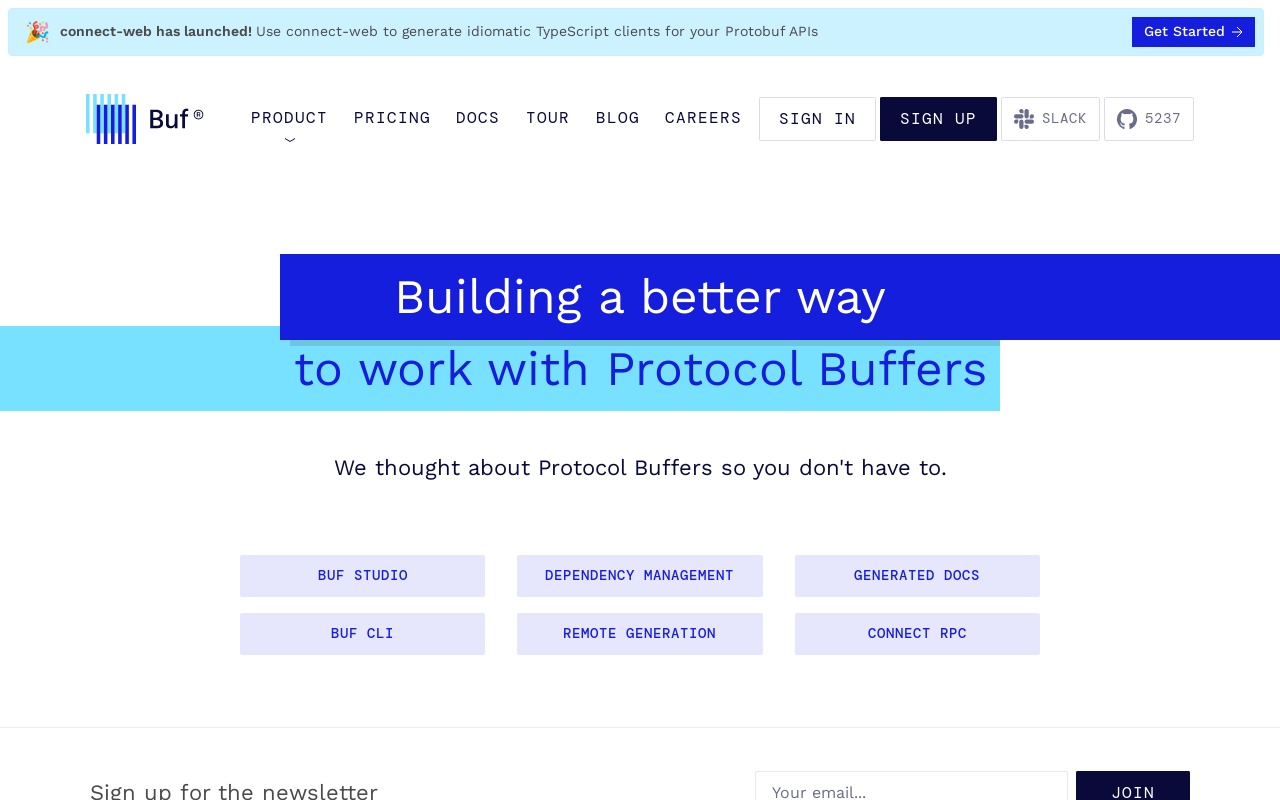 connect-web has launched! Use connect-web to generate idiomatic TypeScript clients for your Protobuf APIs
Get Started
Buf ®
PRODUCT
PRICING
DOCS
TOUR
BLOG
CAREERS
SIGN IN
SIGN UP
SLACK
5237
Building a better way
to work with Protocol Buffers
We thought about Protocol Buffers so you don't have to.
BUF STUDIO
DEPENDENCY MANAGEMENT
GENERATED DOCS
BUF CLI
REMOTE GENERATION
CONNECT RPC
Sign up for the newsletter
Your email...
JOIN